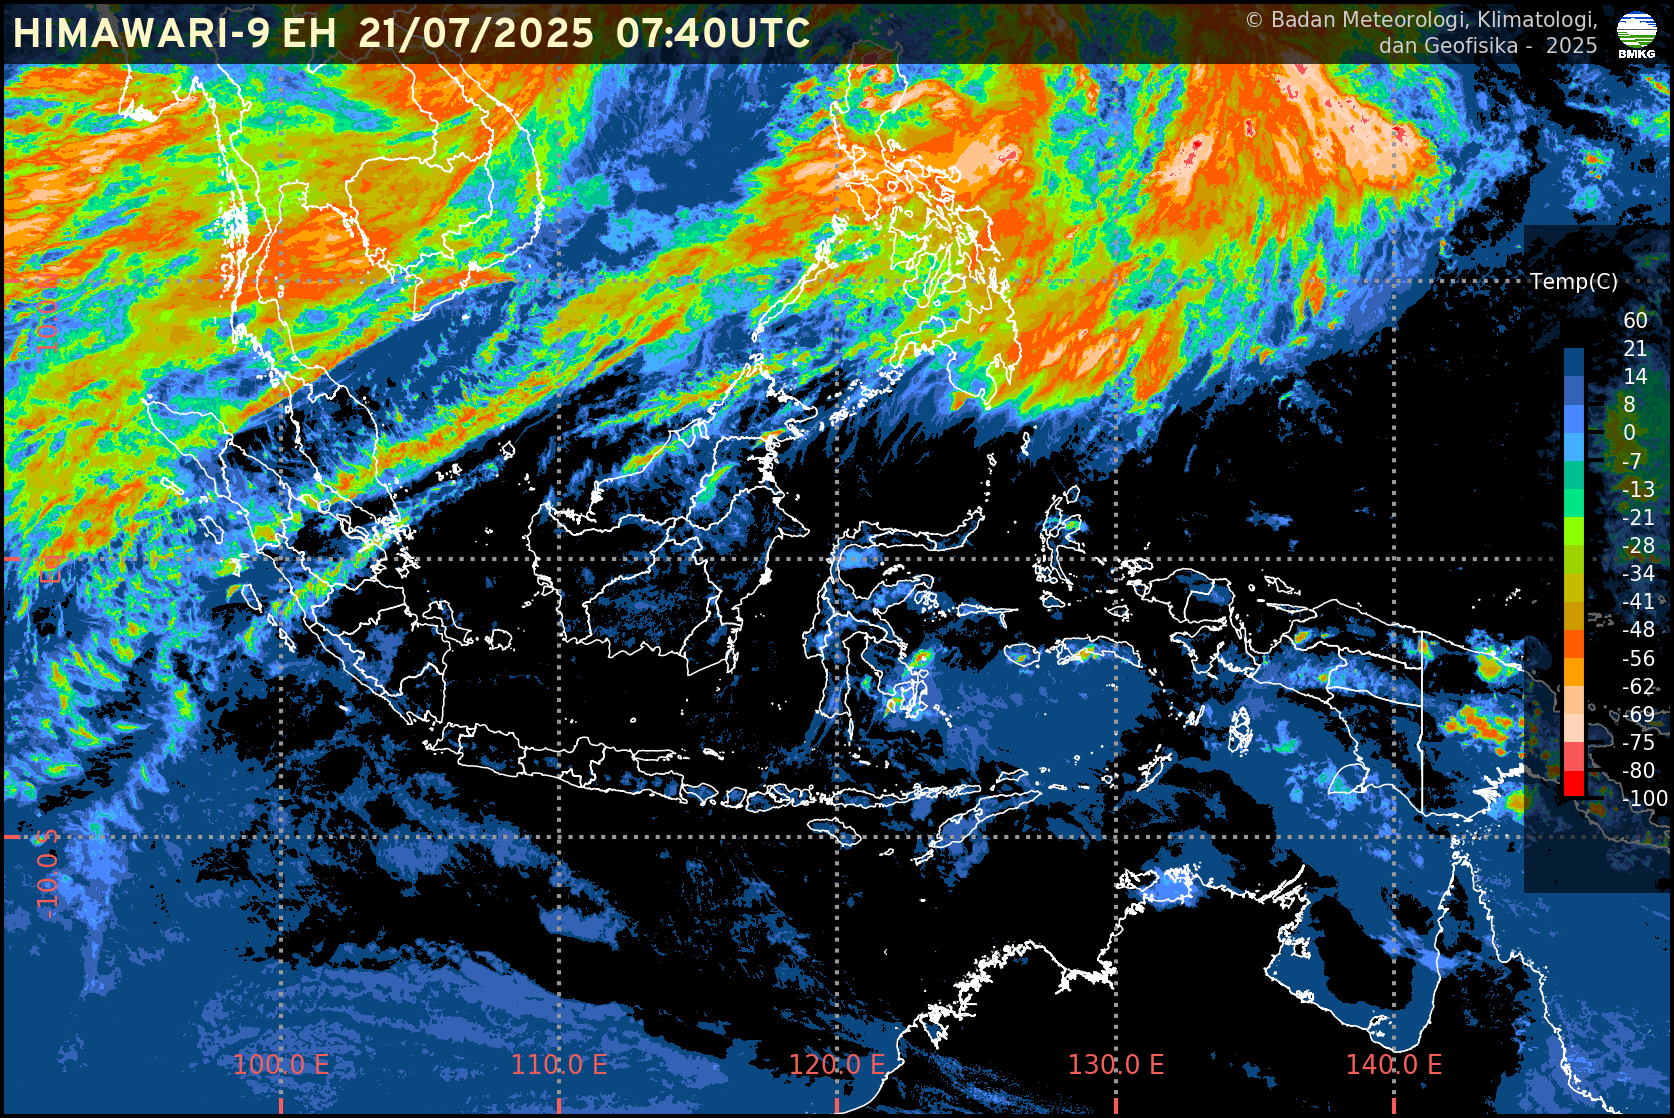 HIMAWARI-9 EH 21/07/2025 07:40UTC
© Badan Meteorologi, Klimatologi,
dan Geofisika - 2025
BMKG
Temp(C)
60
21
14
8
0
-7
-13
-21
-28
-34
-41
-48
-56
-62
-69
-75
-80
-100
-10.0 S
100.0 E
110.0 E
120.0 E
130.0 E
140.0 E